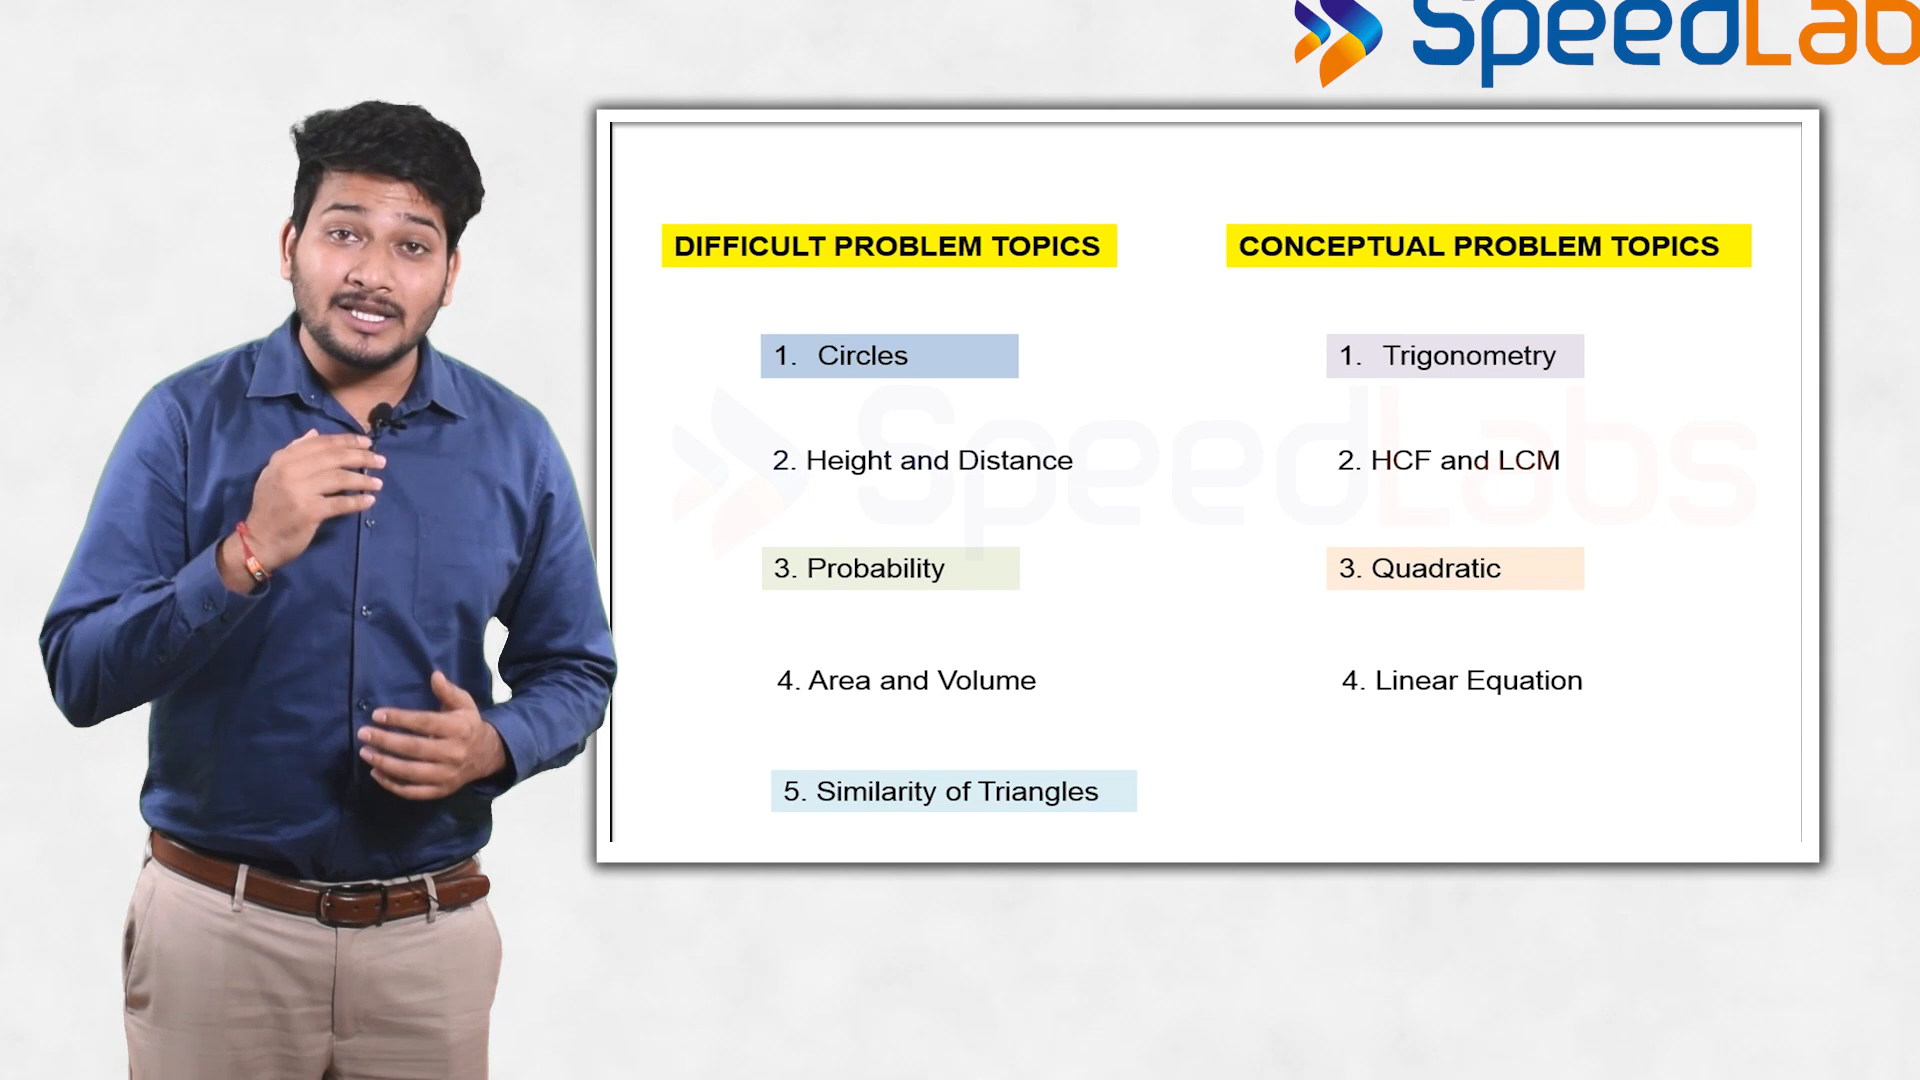 SpeedLab
DIFFICULT PROBLEM TOPICS
CONCEPTUAL PROBLEM TOPICS
1. Circles
1. Trigonometry
SpeedLabs
2. Height and Distance
2. HCF and LCM
3. Probability
3. Quadratic
4. Area and Volume
4. Linear Equation
5. Similarity of Triangles